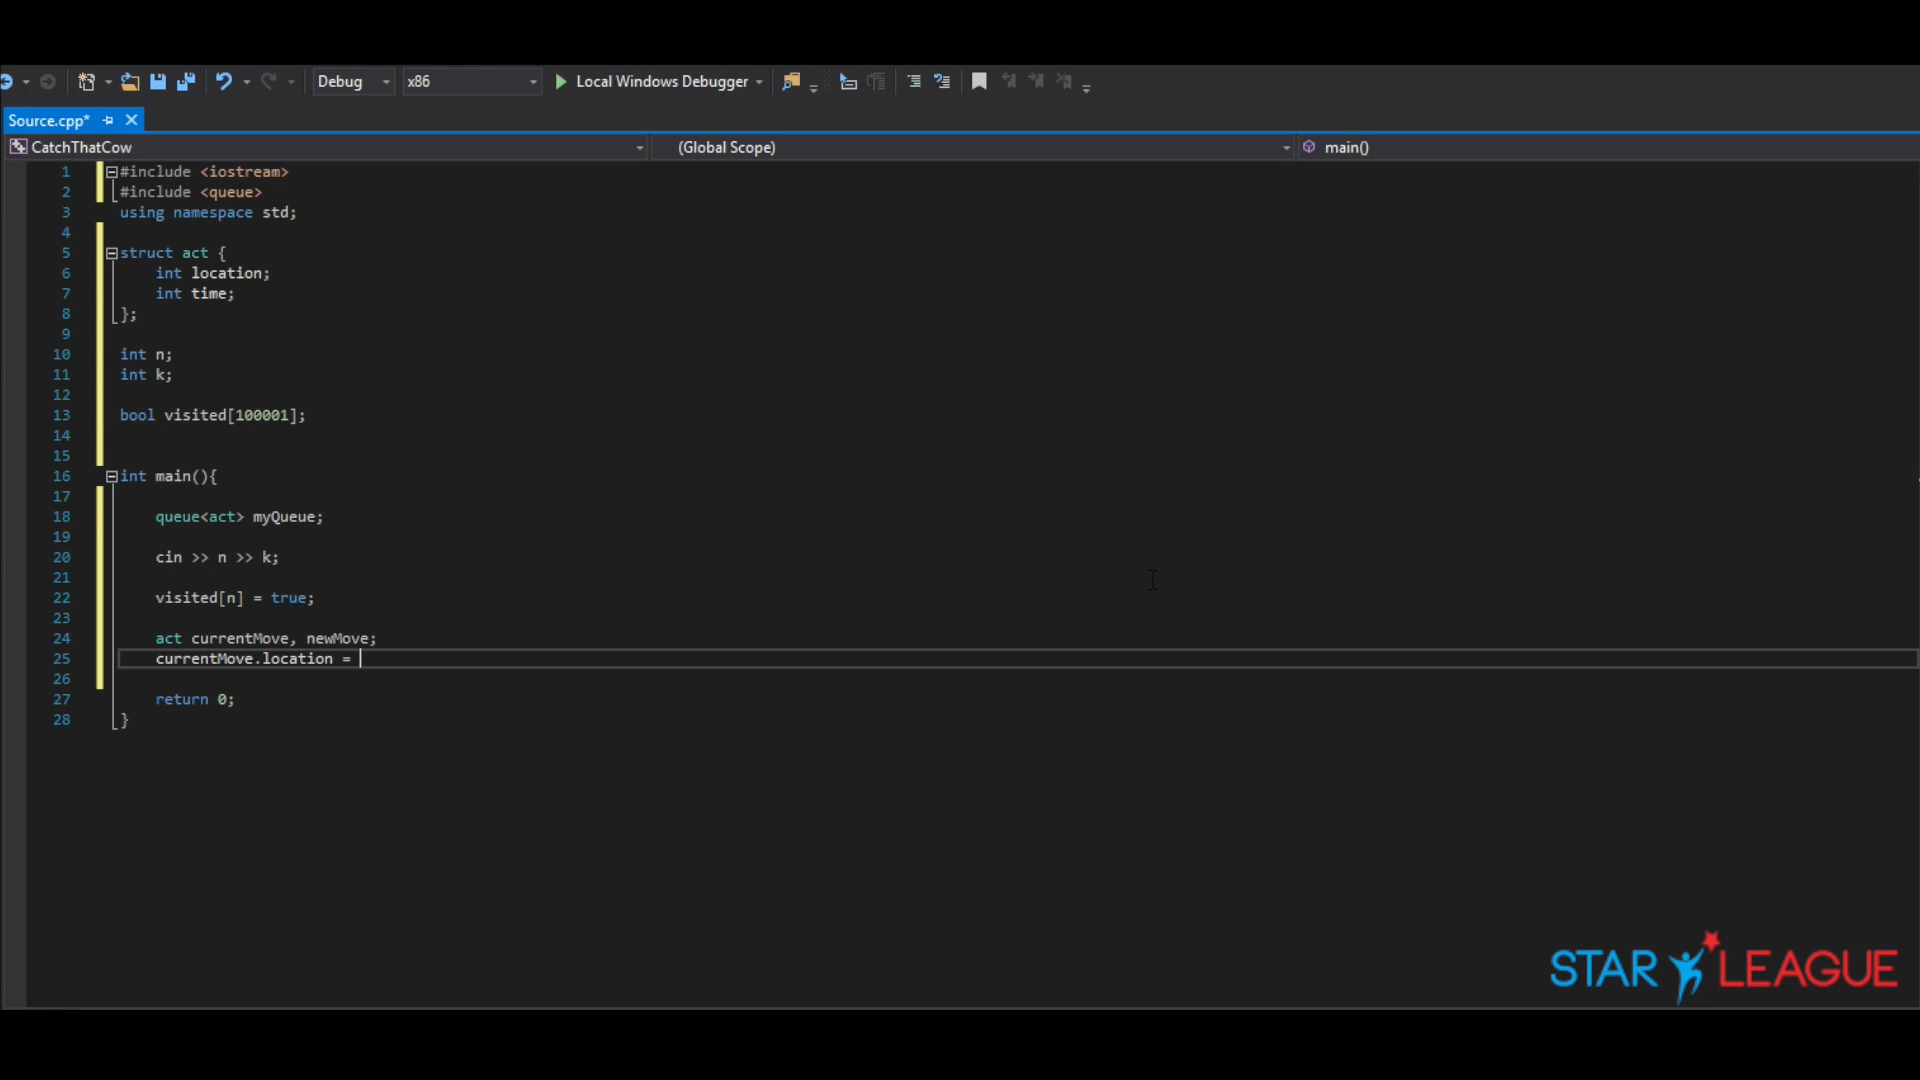 Debug x86 Local Windows Debugger
Source.cpp*
CatchThatCow (Global Scope) main()
1 #include <iostream>
2 #include <queue>
3 using namespace std;
4
5 struct act {
6 int location;
7 int time;
8 };
9
10 int n;
11 int k;
12
13 bool visited[100001];
14
15
16 int main(){
17
18 queue<act> myQueue;
19
20 cin >> n >> k;
21
22 visited[n] = true;
23
24 act currentMove, newMove;
25 currentMove.location =
26
27 return 0;
28 }
STAR LEAGUE